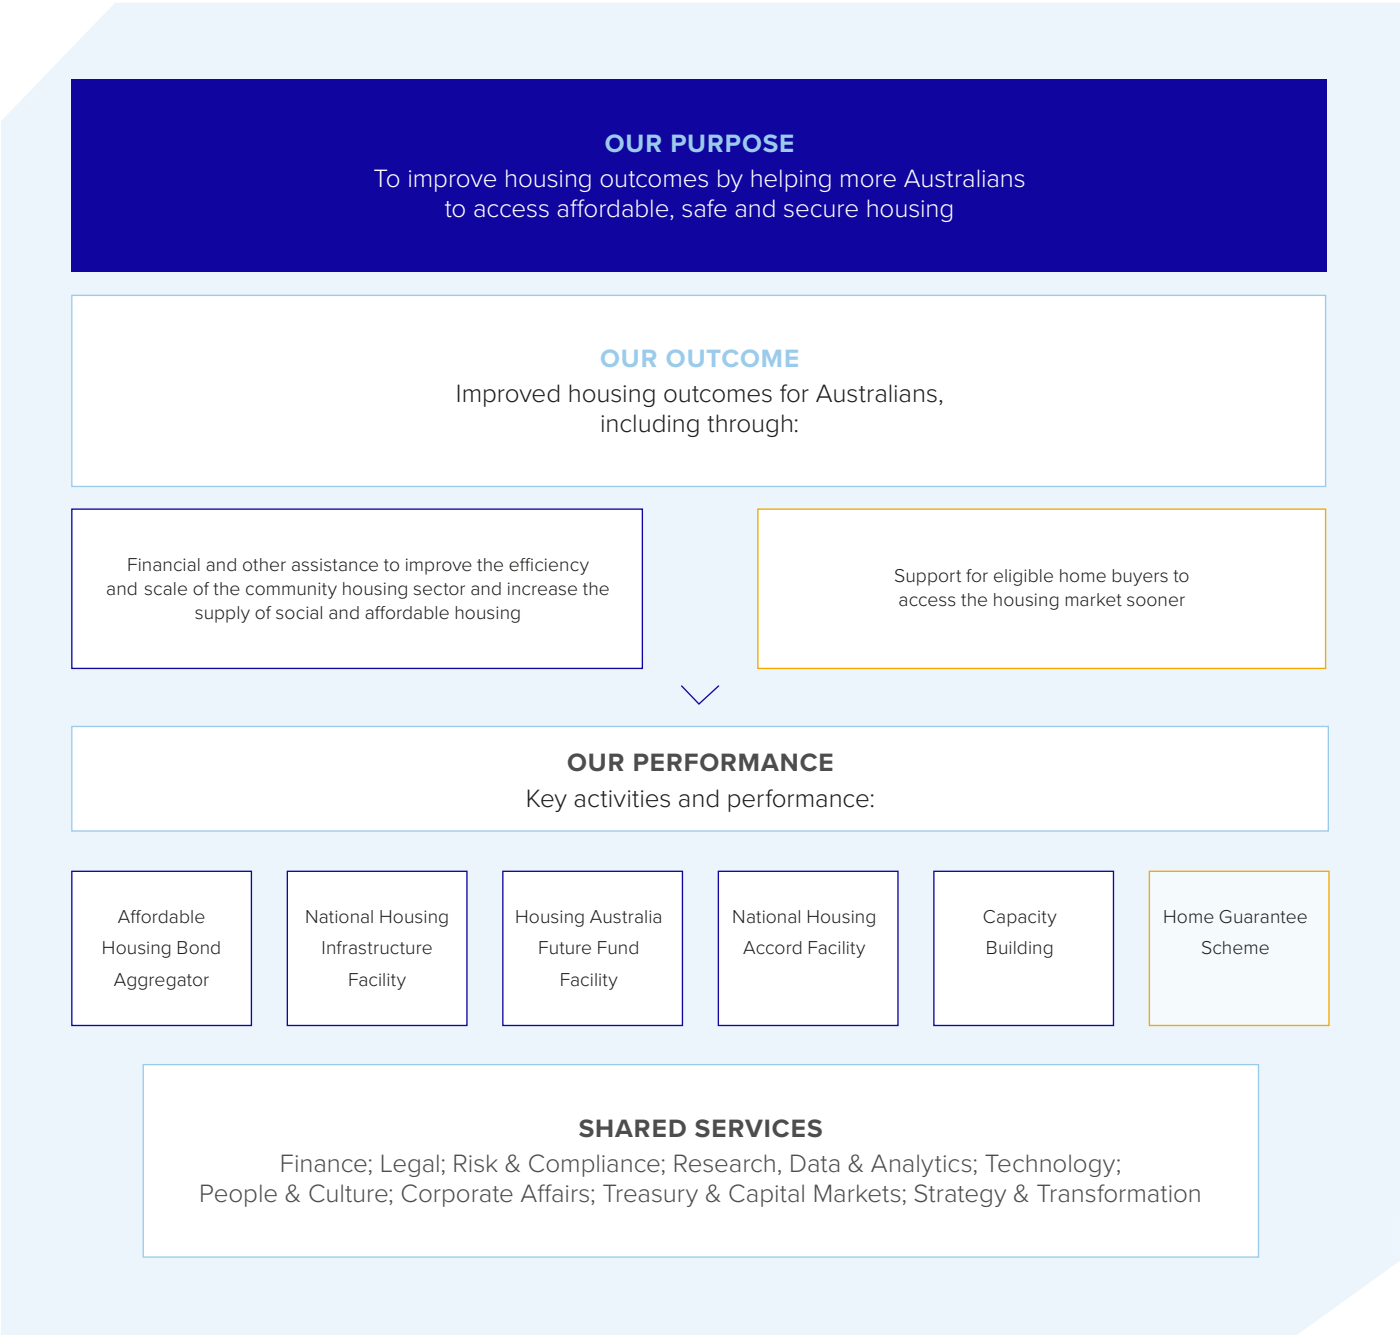 OUR PURPOSE
To improve housing outcomes by helping more Australians
to access affordable, safe and secure housing
OUR OUTCOME
Improved housing outcomes for Australians,
including through:
Financial and other assistance to improve the efficiency
and scale of the community housing sector and increase the
supply of social and affordable housing
Support for eligible home buyers to
access the housing market sooner
OUR PERFORMANCE
Key activities and performance:
Affordable
Housing Bond
Aggregator
National Housing
Infrastructure
Facility
Housing Australia
Future Fund
Facility
National Housing
Accord Facility
Capacity
Building
Home Guarantee
Scheme
SHARED SERVICES
Finance; Legal; Risk & Compliance; Research, Data & Analytics; Technology;
People & Culture; Corporate Affairs; Treasury & Capital Markets; Strategy & Transformation